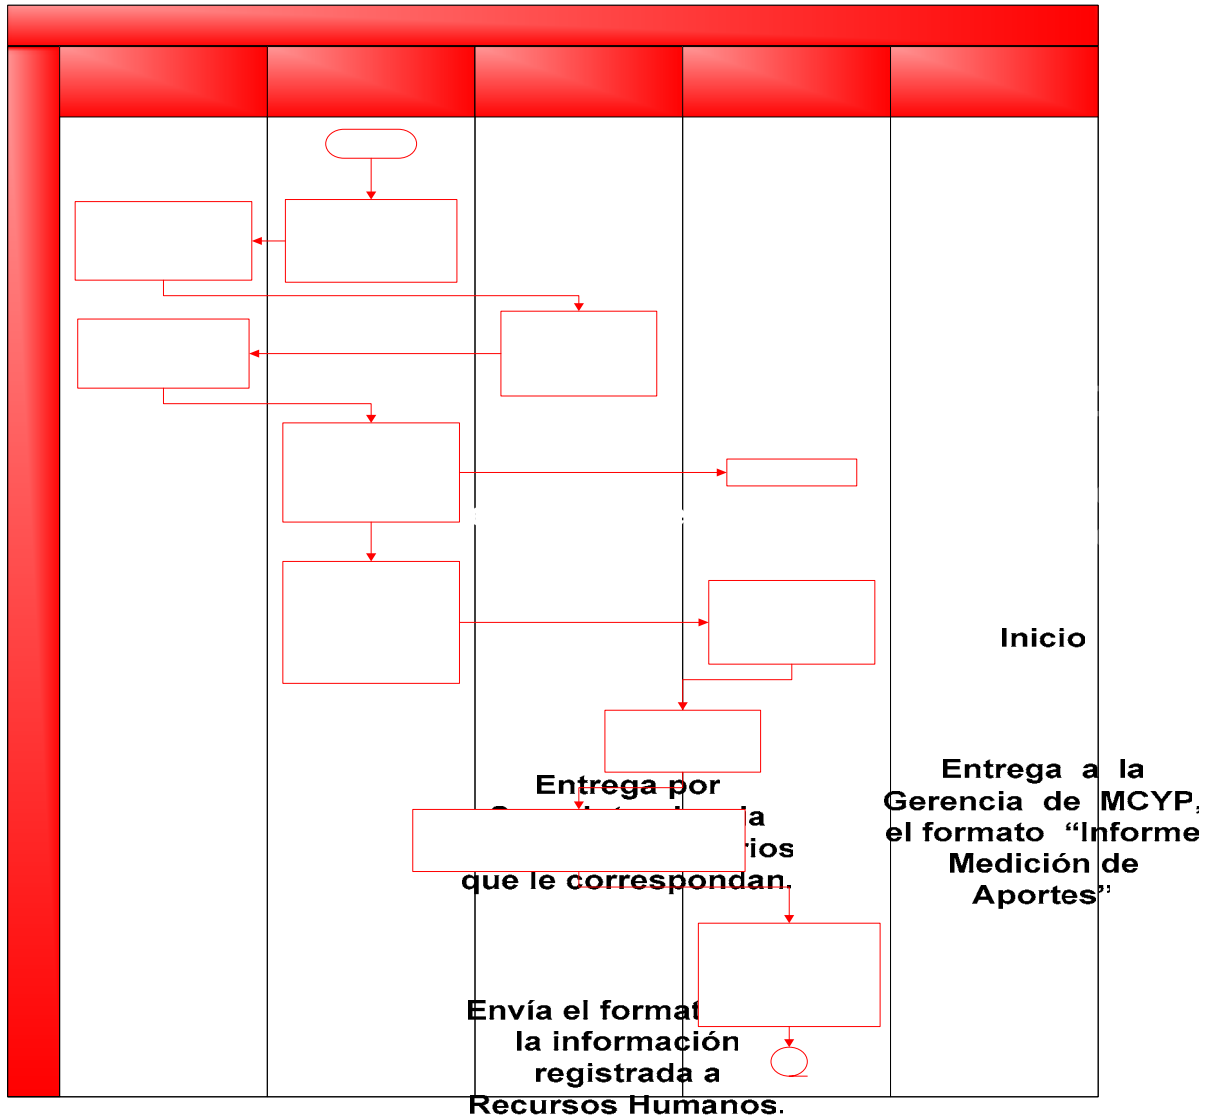 Inicio
Entrega a la
Gerencia de MCYP,
el formato “Informe
Medición de
Aportes”
Entrega por
que le correspondan.
Envía el
la información
registrada a
Recursos Humanos.